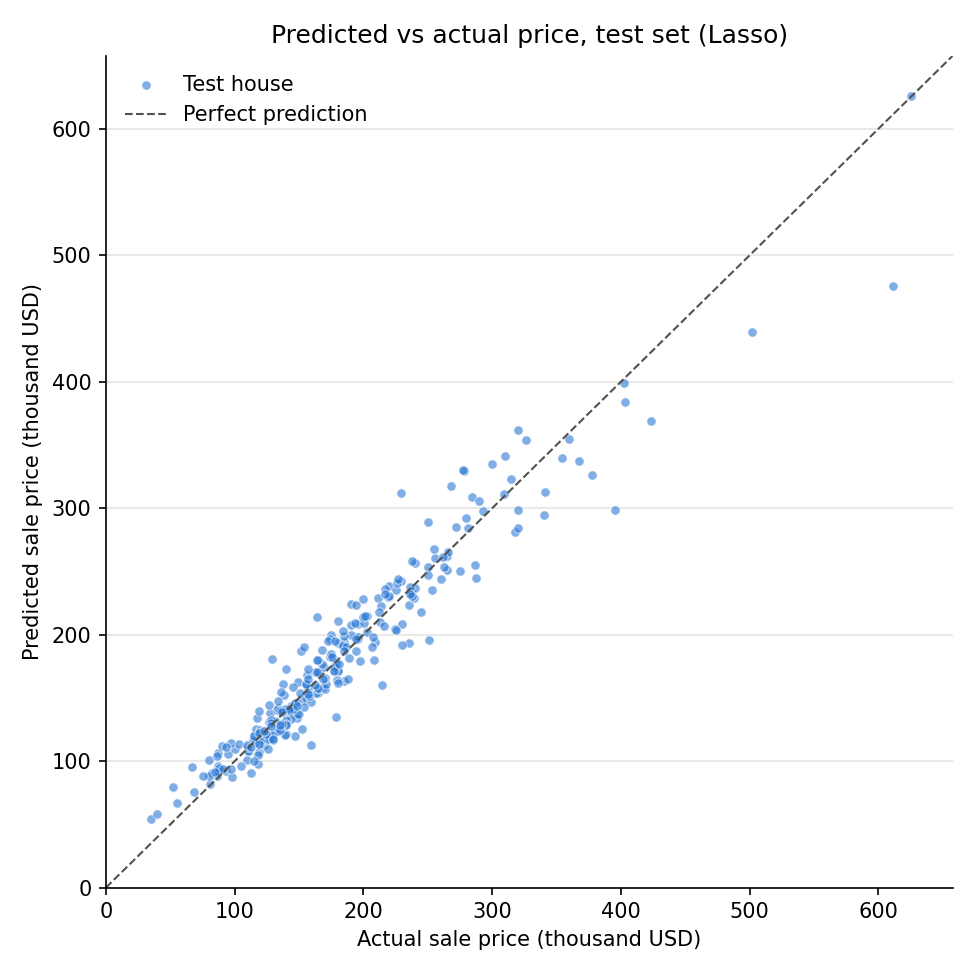 Predicted vs actual price, test set (Lasso)
Test house
Perfect prediction
600
500
400
300
200
100
0
Predicted sale price (thousand USD)
0 100 200 300 400 500 600
Actual sale price (thousand USD)